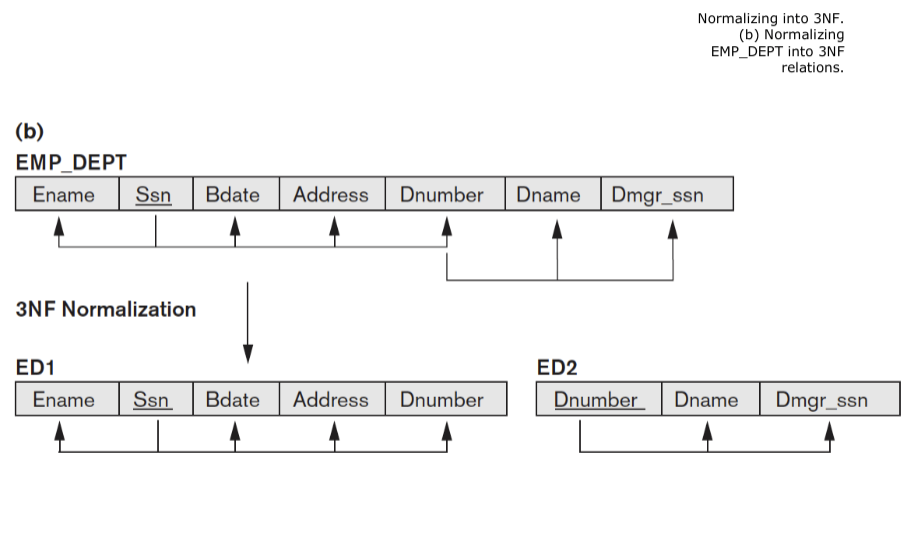 Normalizing into 3NF.
(b) Normalizing
EMP_DEPT into 3NF
relations.
(b)
EMP_DEPT
Ename Ssn Bdate Address Dnumber Dname Dmgr_ssn
3NF Normalization
ED1
Ename Ssn Bdate Address Dnumber
ED2
Dnumber Dname Dmgr_ssn